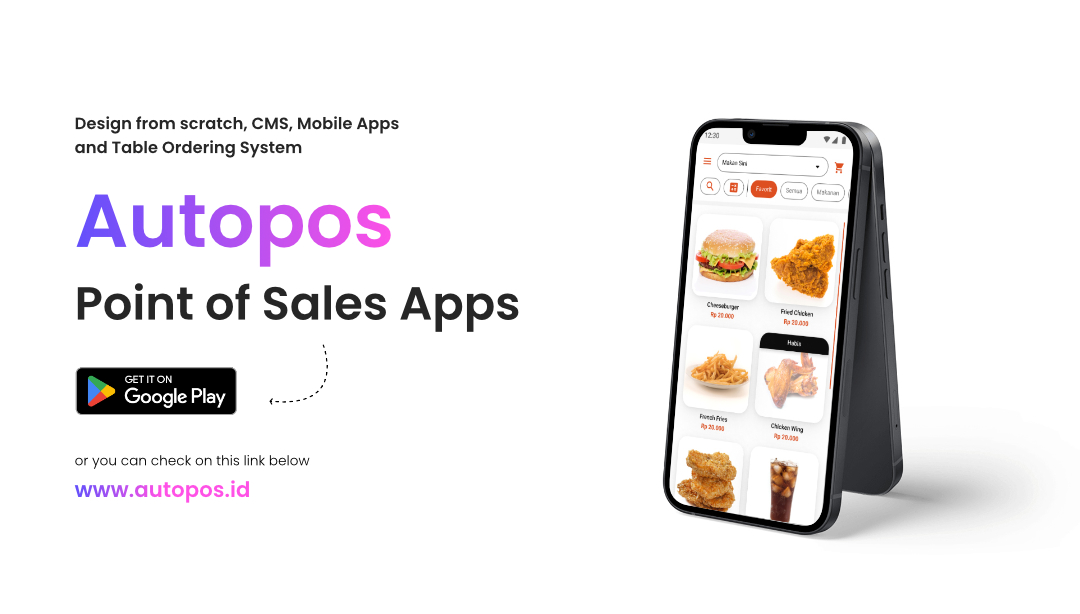 Design from scratch, CMS, Mobile Apps
and Table Ordering System
Autopos
Point of Sales Apps
GET IT ON
Google Play
or you can check on this link below
www.autopos.id
12:30
Makan Sini
Favorit
Semua
Makanan
Cheeseburger
Rp 20.000
Fried Chicken
Rp 20.000
Habis
French Fries
Rp 20.000
Chicken Wing
Rp 20.000